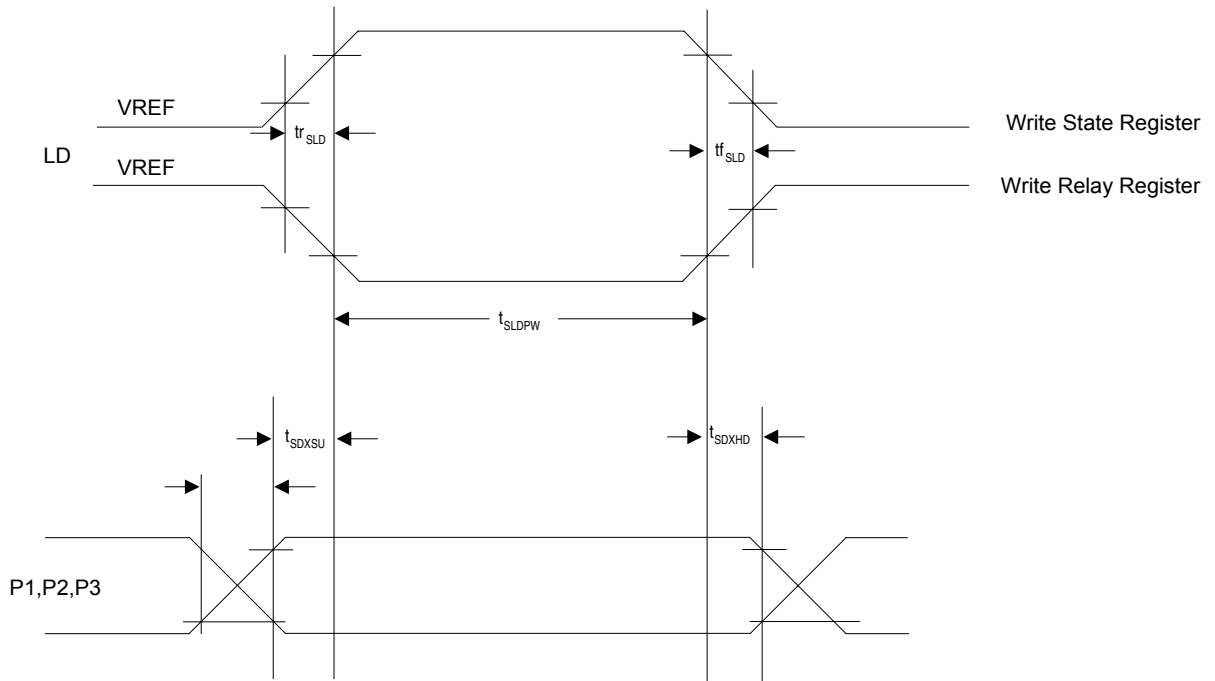 VREF
Write State Register
tr SLD
tf SLD
LD
VREF
Write Relay Register
t SLDPW
t SDXSU
t SDXHD
P1,P2,P3